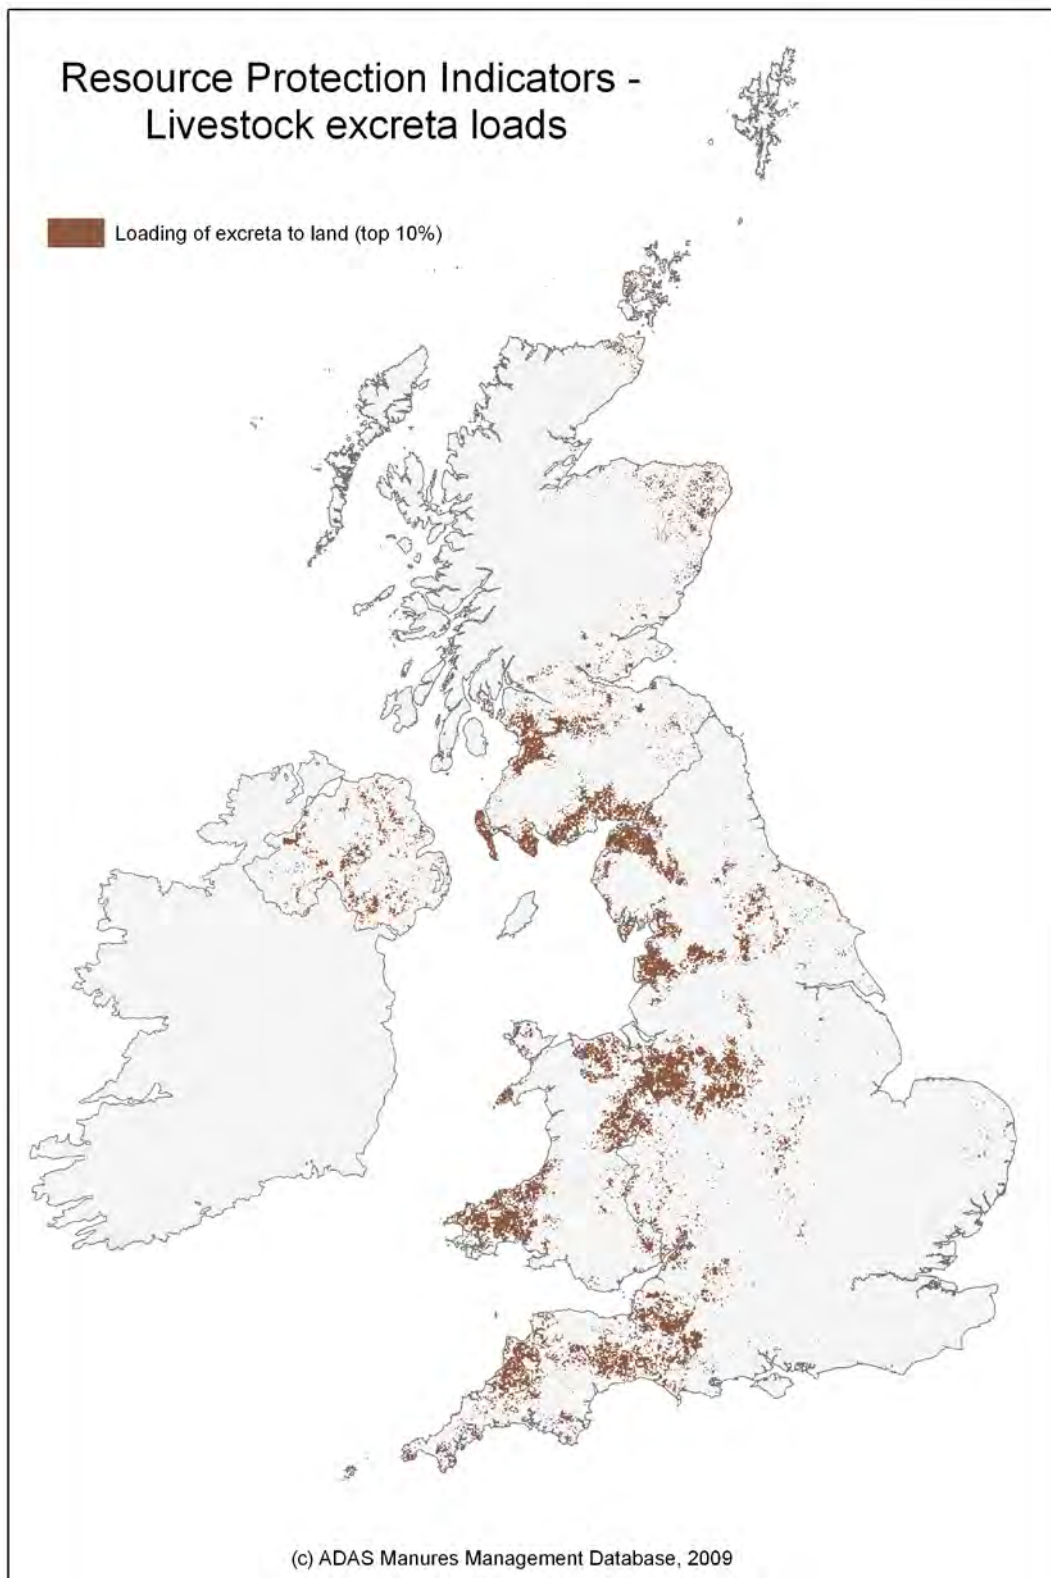 Resource Protection Indicators -
Livestock excreta loads
Loading of excreta to land (top 10%)
(c) ADAS Manures Management Database, 2009